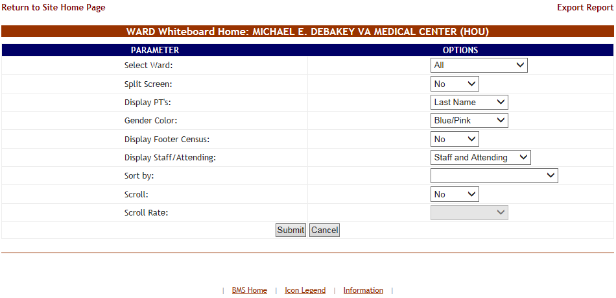 Return to Site Home Page Export Report
WARD Whiteboard Home: MICHAEL E. DEBAKEY VA MEDICAL CENTER (HOU)
PARAMETER OPTIONS
Select Ward: All
Split Screen: No
Display PT's: Last Name
Gender Color: Blue/Pink
Display Footer Census: No
Display Staff/Attending: Staff and Attending
Sort by:
Scroll: No
Scroll Rate:
Submit Cancel
| BMS Home | Icon Legend | Information |